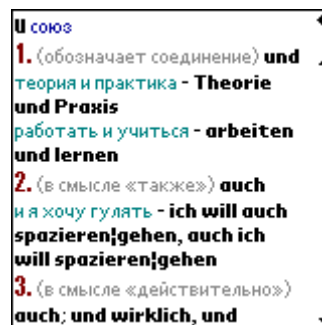 и союз
1. (обозначает соединение) und
теория и практика - Theorie
und Praxis
работать и учиться - arbeiten
und lernen
2. (в смысле «также») auch
и я хочу гулять - ich will auch
spazieren¦gehen, auch ich
will spazieren¦gehen
3. (в смысле «действительно»)
auch; und wirklich, und